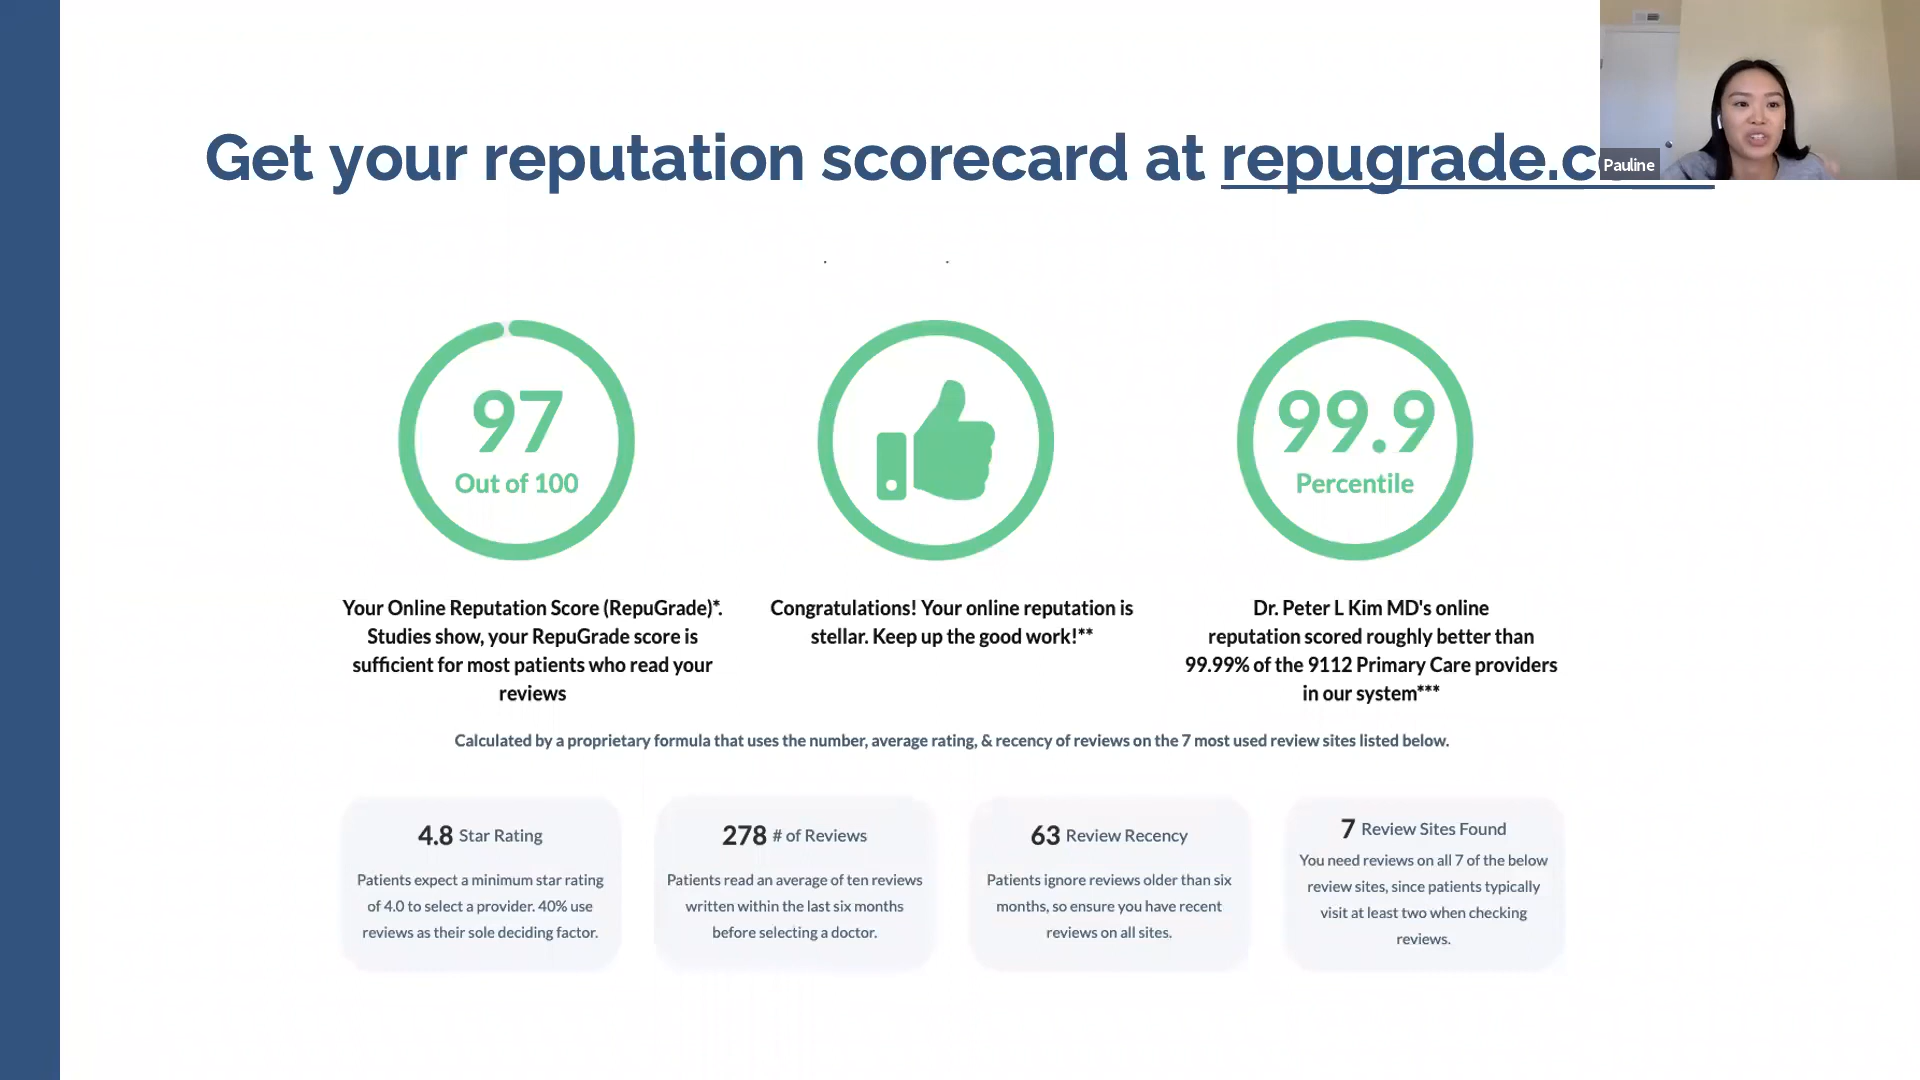 Get your reputation scorecard at repugrade.c
Pauline
97
Out of 100
99.9
Percentile
Your Online Reputation Score (RepuGrade)*.
Studies show, your RepuGrade score is
sufficient for most patients who read your
reviews
Congratulations! Your online reputation is
stellar. Keep up the good work!**
Dr. Peter L Kim MD's online
reputation scored roughly better than
99.99% of the 9112 Primary Care providers
in our system***
Calculated by a proprietary formula that uses the number, average rating, & recency of reviews on the 7 most used review sites listed below.
4.8 Star Rating
Patients expect a minimum star rating
of 4.0 to select a provider. 40% use
reviews as their sole deciding factor.
278 # of Reviews
Patients read an average of ten reviews
written within the last six months
before selecting a doctor.
63 Review Recency
Patients ignore reviews older than six
months, so ensure you have recent
reviews on all sites.
7 Review Sites Found
You need reviews on all 7 of the below
review sites, since patients typically
visit at least two when checking
reviews.